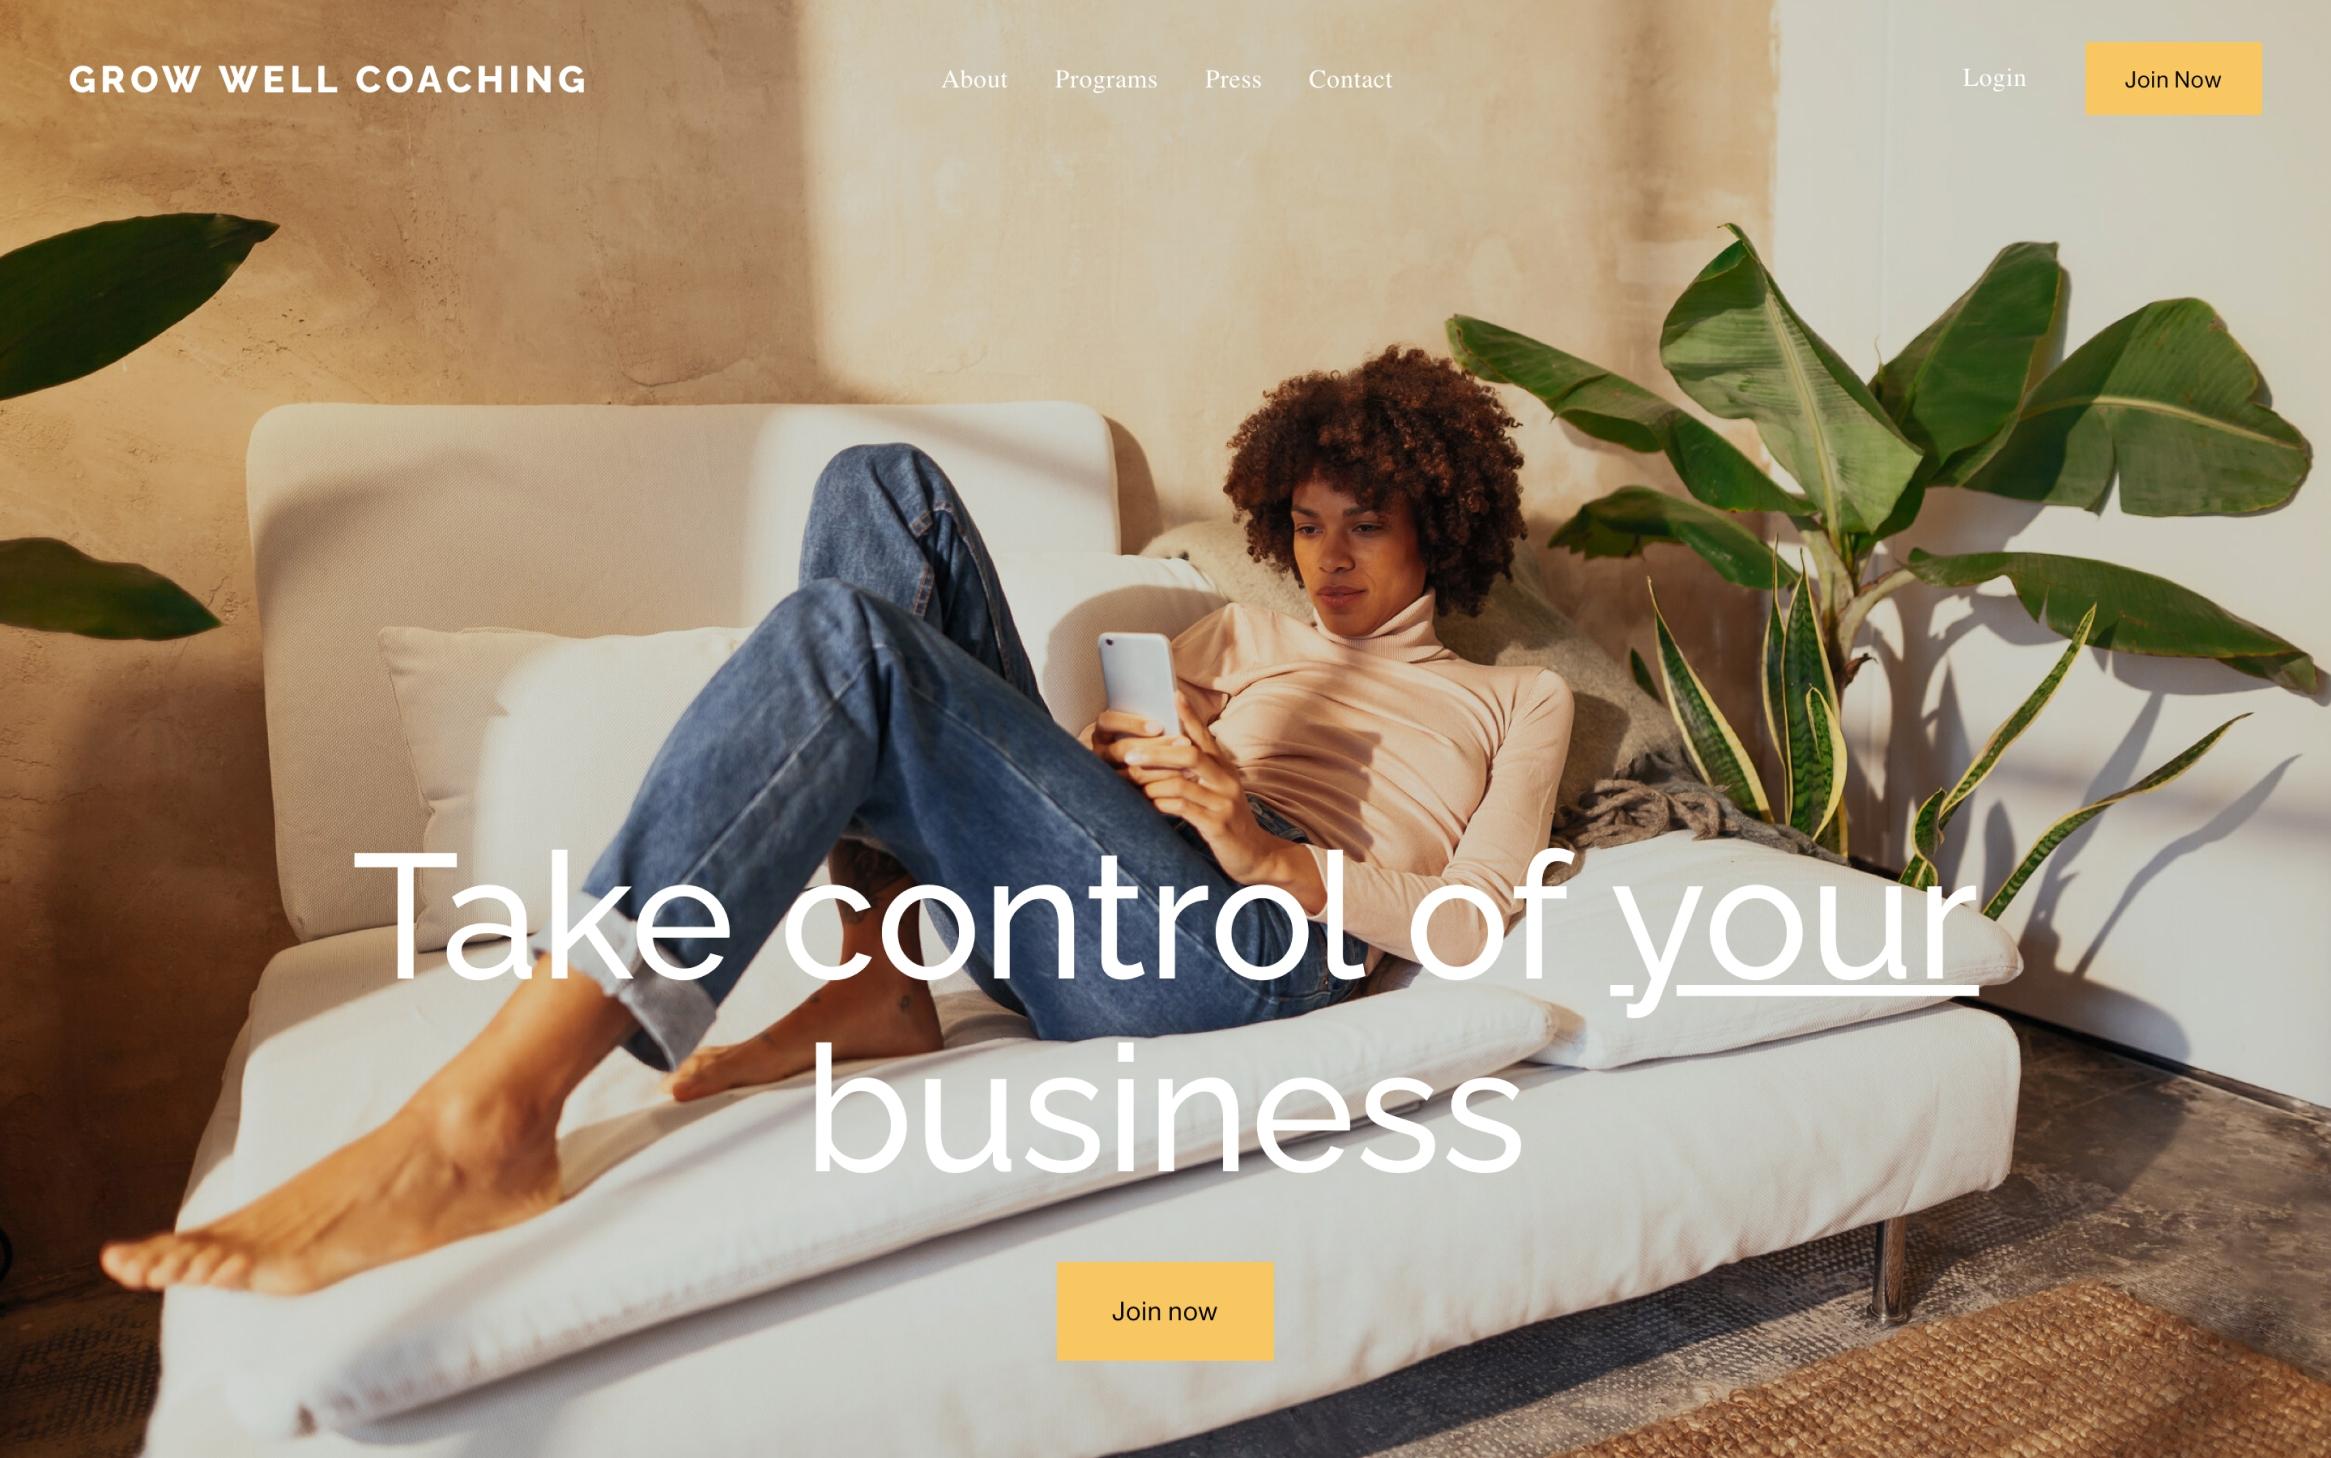 GROW WELL COACHING
About Programs Press Contact
Login
Join Now
Take control of your
business
Join now